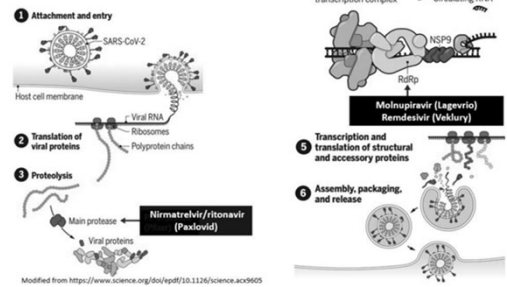 1 Attachment and entry
SARS-CoV-2
Host cell membrane
Viral RNA
Ribosomes
2 Translation of
viral proteins
Polyprotein chains
3 Proteolysis
Main protease
Nirmatrelvir/ritonavir
(Paxlovid)
Viral proteins
Modified from https://www.science.org/doi/epdf/10.1126/science.acx9605
transcription complex
NSP9
RdRp
Molnupiravir (Lagevrio)
Remdesivir (Veklury)
5 Transcription and
translation of structural
and accessory proteins
6 Assembly, packaging,
and release